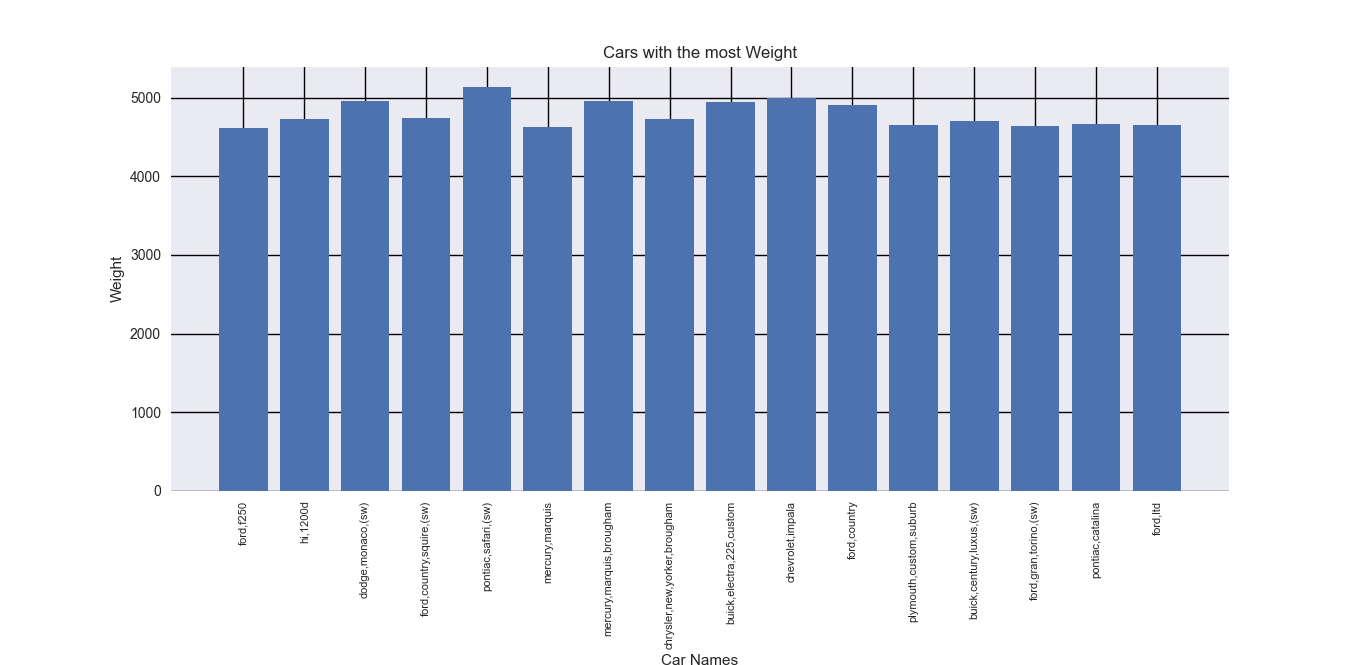 Cars with the most Weight
Weight
5000
4000
3000
2000
1000
0
ford,f250
hi,1200d
dodge,monaco,(sw)
ford,country,squire,(sw)
pontiac,safari,(sw)
mercury,marquis
mercury,marquis,brougham
chrysler,new,yorker,brougham
buick,electra,225,custom
chevrolet,impala
ford,country
plymouth,custom,suburb
buick,century,luxus,(sw)
ford,gran,torino,(sw)
pontiac,catalina
ford,ltd
Car Names